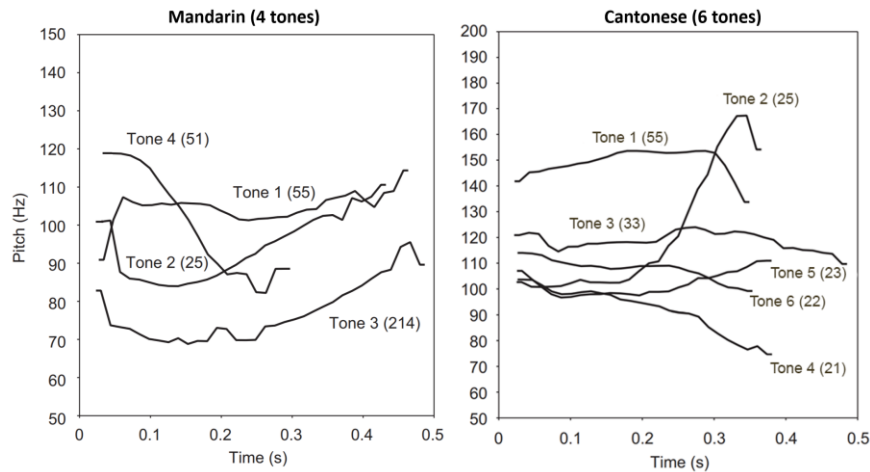 Mandarin (4 tones)
150
140
130
120
110
100
90
80
70
60
50
Pitch (Hz)
Tone 4 (51)
Tone 1 (55)
Tone 2 (25)
Tone 3 (214)
0
0.1
0.2
0.3
0.4
0.5
Time (s)
Cantonese (6 tones)
200
190
180
170
160
150
140
130
120
110
100
90
80
70
60
50
Tone 2 (25)
Tone 1 (55)
Tone 3 (33)
Tone 5 (23)
Tone 6 (22)
Tone 4 (21)
0
0.1
0.2
0.3
0.4
0.5
Time (s)